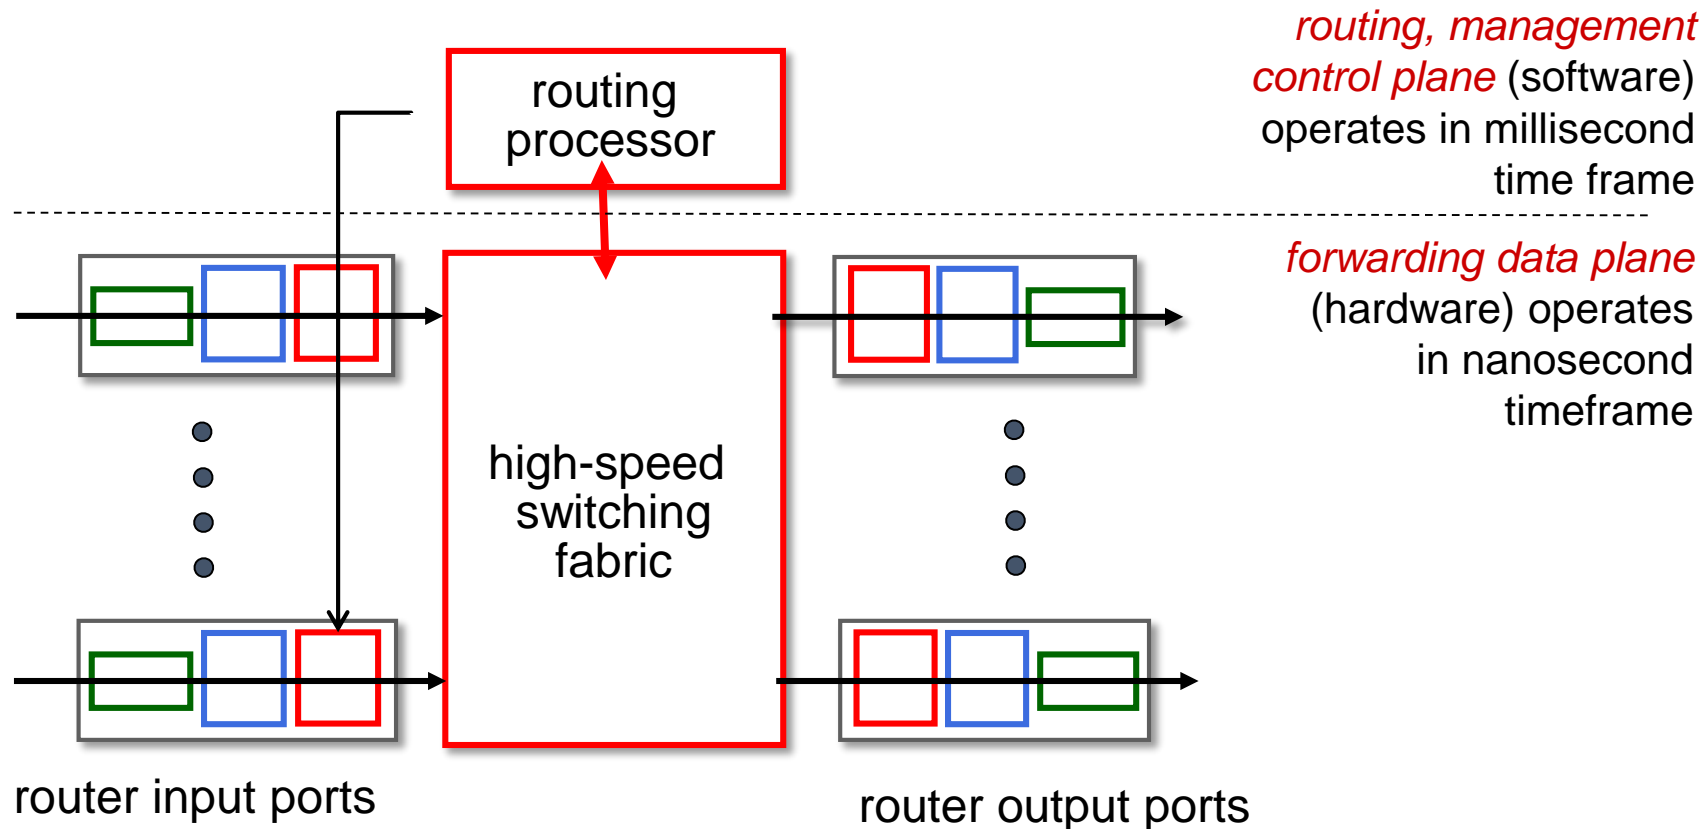 routing, management
control plane (software)
operates in millisecond
time frame
routing
processor
forwarding data plane
(hardware) operates
in nanosecond
timeframe
high-speed
switching
fabric
router input ports
router output ports